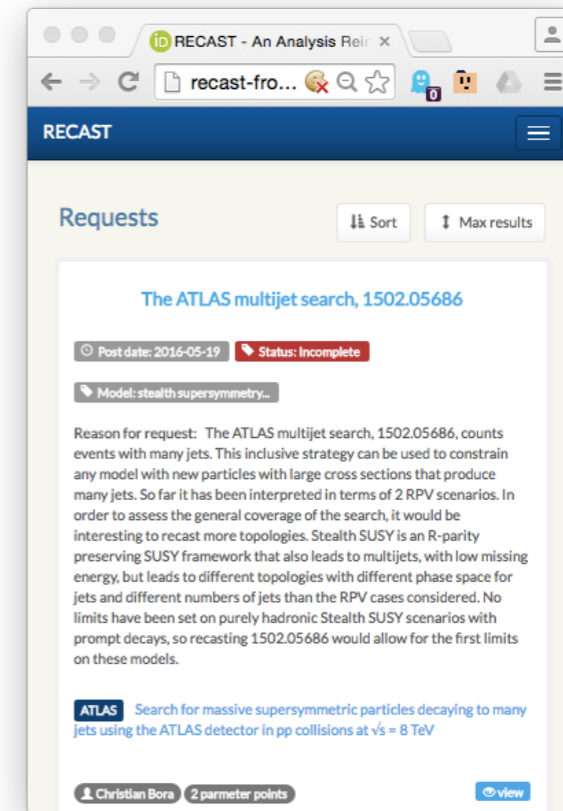 iD RECAST - An Analysis Rein
recast-fro...
0
RECAST
Requests
Sort
Max results
The ATLAS multijet search, 1502.05686
Post date: 2016-05-19
Status: Incomplete
Model: stealth supersymmetry...
Reason for request: The ATLAS multijet search, 1502.05686, counts
events with many jets. This inclusive strategy can be used to constrain
any model with new particles with large cross sections that produce
many jets. So far it has been interpreted in terms of 2 RPV scenarios. In
order to assess the general coverage of the search, it would be
interesting to recast more topologies. Stealth SUSY is an R-parity
preserving SUSY framework that also leads to multijets, with low missing
energy, but leads to different topologies with different phase space for
jets and different numbers of jets than the RPV cases considered. No
limits have been set on purely hadronic Stealth SUSY scenarios with
prompt decays, so recasting 1502.05686 would allow for the first limits
on these models.
ATLAS Search for massive supersymmetric particles decaying to many
jets using the ATLAS detector in pp collisions at √s = 8 TeV
Christian Bora 2 parmeter points
view